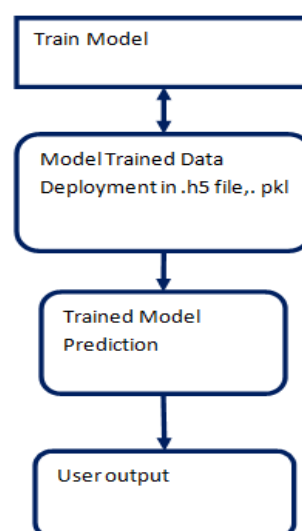 Train Model
Model Trained Data
Deployment in .h5 file,. pkl
Trained Model
Prediction
User output